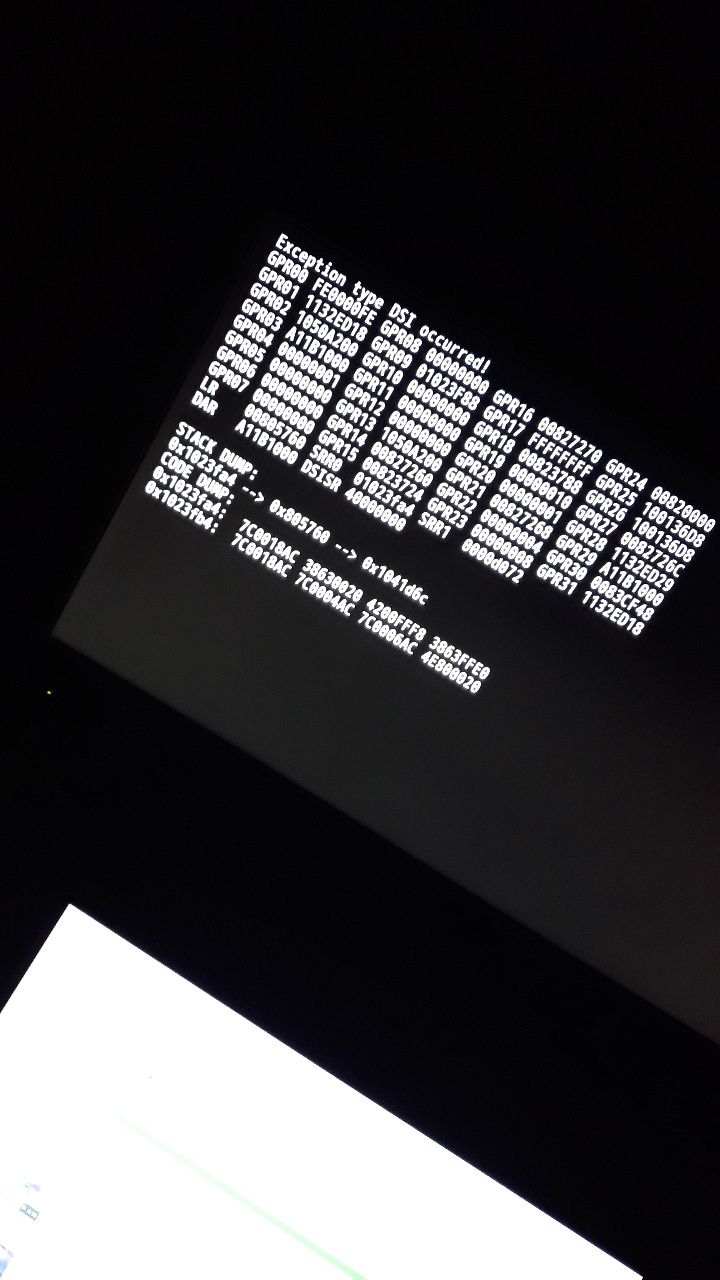 Exception type DSI occurred!
GPR00 FE0000FE GPR08 00000000 GPR16 00827270 GPR24 00820000
GPR01 1132ED18 GPR09 01023F80 GPR17 FFFFFFFF GPR25 100136D8
GPR02 1050A200 GPR10 00000000 GPR18 00823788 GPR26 100136D8
GPR03 A11B1000 GPR11 00000000 GPR19 00000010 GPR27 0082726C
GPR04 00000001 GPR12 00000000 GPR20 00000001 GPR28 1132ED29
GPR05 00000000 GPR13 1050A200 GPR21 00827268 GPR29 A11B1000
GPR06 00000000 GPR14 00827200 GPR22 GPR30 0083CF48
GPR07 00000000 GPR15 00823724 GPR23 00000008 GPR31 1132ED18
LR 00805760 SRR0 01023fa4 SRR1 0000d072
DAR A11B1000 DSISR 40000000
STACK DUMP:
0x1023fa4 --> 0x805760 --> 0x1041d6c
CODE DUMP:
0x1023fa4: 7C0018AC 38630020 4200FFF8 3863FFE0
0x1023fb4: 7C0018AC 7C0004AC 7C0006AC 4E800020